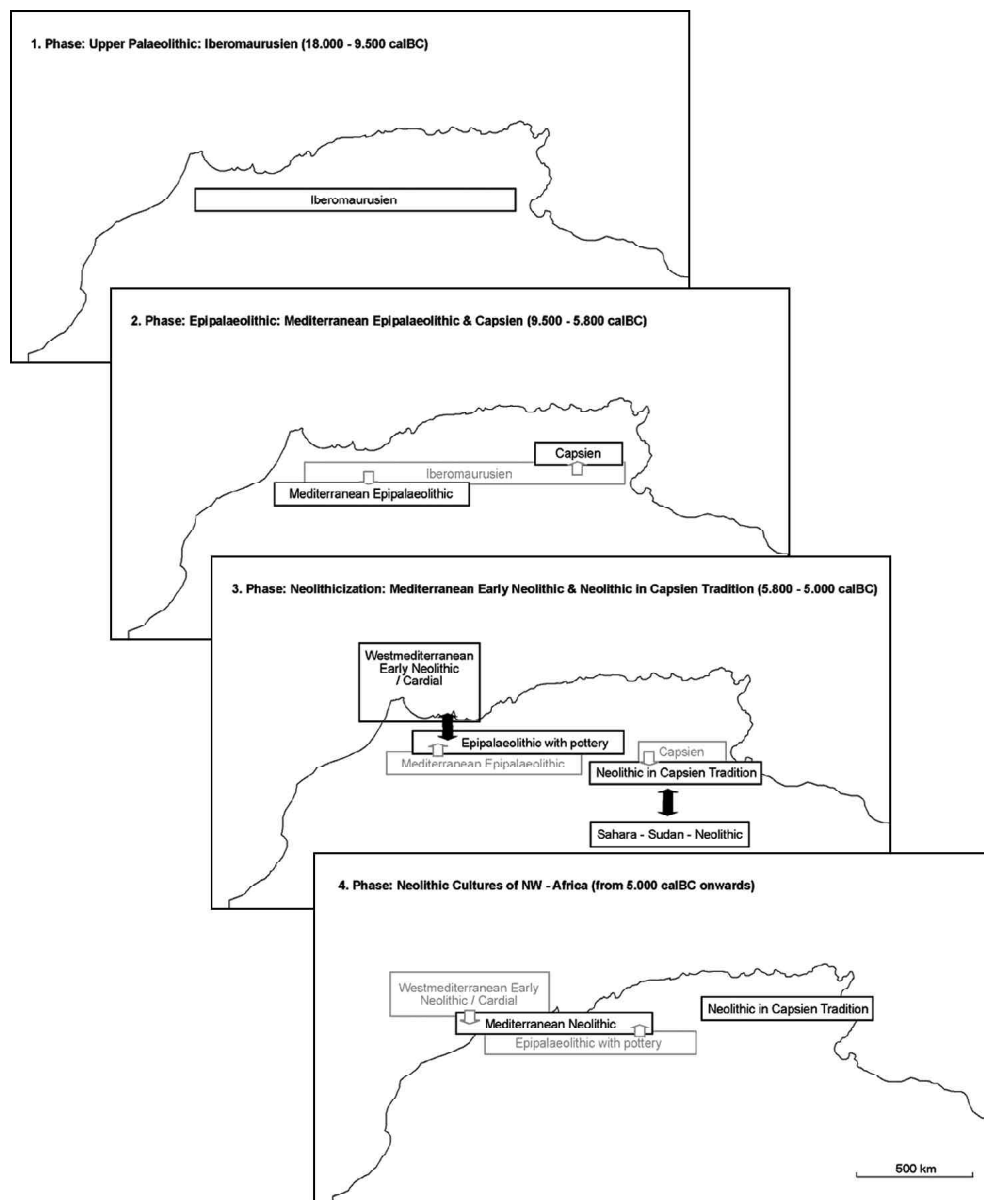 1. Phase: Upper Palaeolithic: Iberomaurusien (18.000 - 9.500 calBC)
Iberomaurusien
2. Phase: Epipalaeolithic: Mediterranean Epipalaeolithic & Capsien (9.500 - 5.800 calBC)
Capsien
Iberomaurusien
Mediterranean Epipalaeolithic
3. Phase: Neolithicization: Mediterranean Early Neolithic & Neolithic in Capsien Tradition (5.800 - 5.000 calBC)
Westmediterranean
Early Neolithic
/ Cardial
Epipalaeolithic with pottery
Capsien
Mediterranean Epipalaeolithic
Neolithic in Capsien Tradition
Sahara - Sudan - Neolithic
4. Phase: Neolithic Cultures of NW - Africa (from 5.000 calBC onwards)
Westmediterranean Early
Neolithic / Cardial
Neolithic in Capsien Tradition
Mediterranean Neolithic
Epipalaeolithic with pottery
500 km